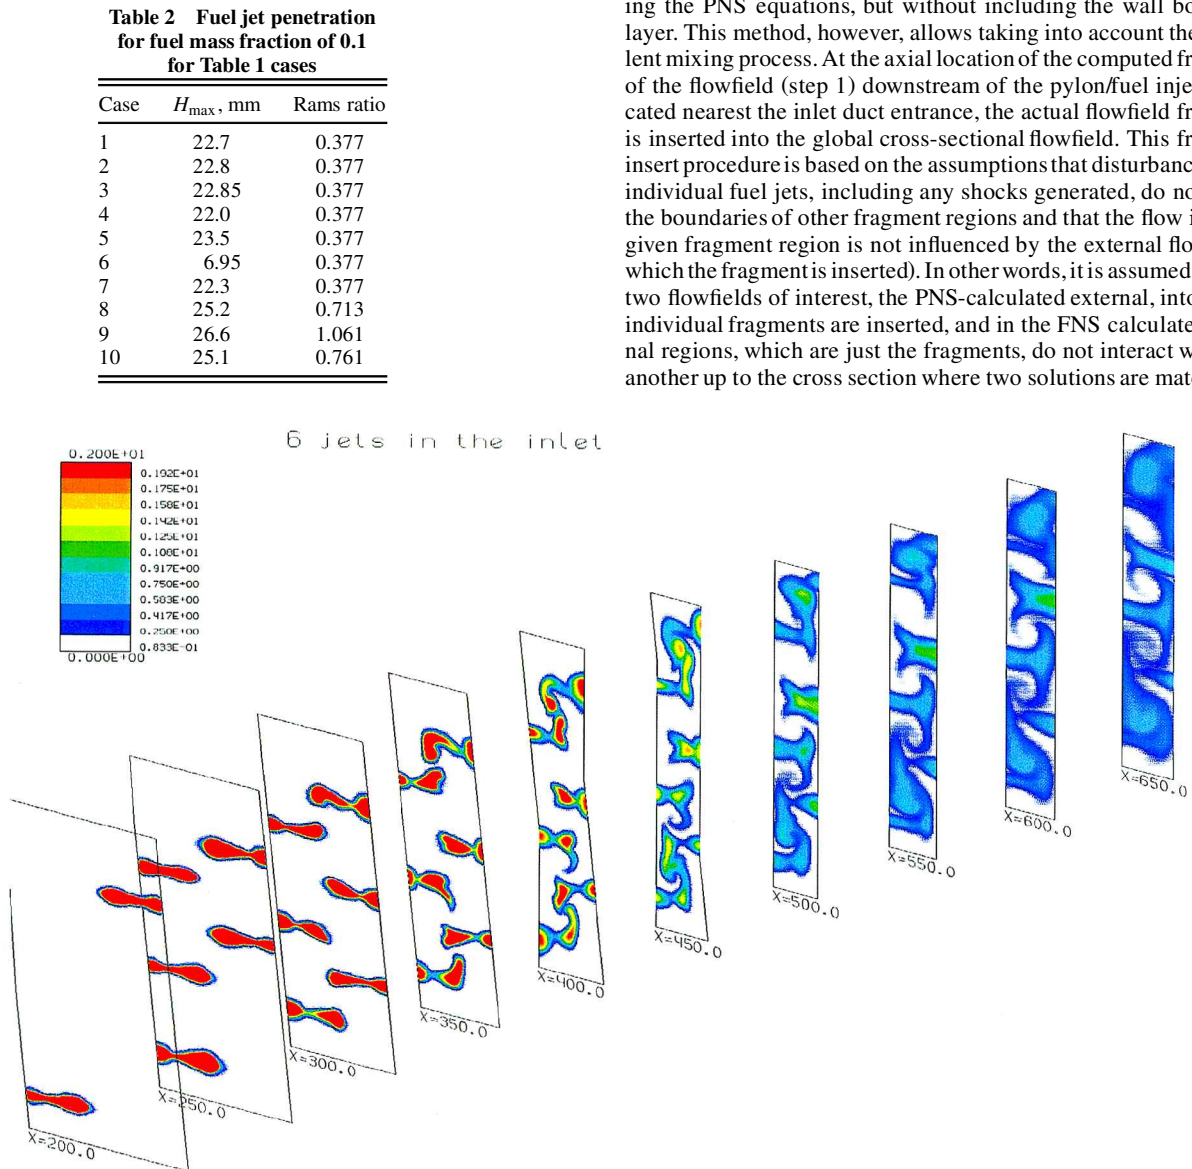 Table 2 Fuel jet penetration
for fuel mass fraction of 0.1
for Table 1 cases
Case Hmax, mm Rams ratio
1 22.7 0.377
2 22.8 0.377
3 22.85 0.377
4 22.0 0.377
5 23.5 0.377
6 6.95 0.377
7 22.3 0.377
8 25.2 0.713
9 26.6 1.061
10 25.1 0.761
ing the PNS equations, but without including the wall bo
layer. This method, however, allows taking into account the
lent mixing process. At the axial location of the computed fr
of the flowfield (step 1) downstream of the pylon/fuel inje
cated nearest the inlet duct entrance, the actual flowfield fr
is inserted into the global cross-sectional flowfield. This fr
insert procedure is based on the assumptions that disturbanc
individual fuel jets, including any shocks generated, do no
the boundaries of other fragment regions and that the flow i
given fragment region is not influenced by the external flo
which the fragment is inserted). In other words, it is assumed
two flowfields of interest, the PNS-calculated external, into
individual fragments are inserted, and in the FNS calculate
nal regions, which are just the fragments, do not interact w
another up to the cross section where two solutions are mat
6 jets in the inlet
0.200E+01
0.192E+01
0.175E+01
0.158E+01
0.142E+01
0.125E+01
0.108E+01
0.917E+00
0.750E+00
0.583E+00
0.417E+00
0.250E+00
0.833E-01
0.000E+00
X=200.0
X=250.0
X=300.0
X=350.0
X=400.0
X=450.0
X=500.0
X=550.0
X=600.0
X=650.0